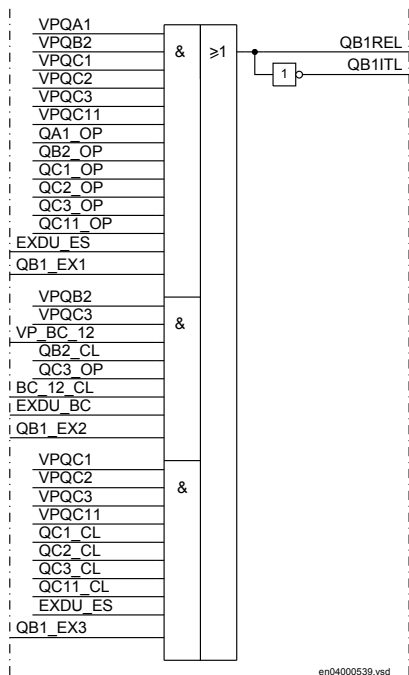 VPQA1
VPQB2
VPQC1
VPQC2
VPQC3
VPQC11
QA1_OP
QB2_OP
QC1_OP
QC2_OP
QC3_OP
QC11_OP
EXDU_ES
QB1_EX1
&
≥1
QB1REL
QB1ITL
1
VPQB2
VPQC3
VP_BC_12
QB2_CL
QC3_OP
BC_12_CL
EXDU_BC
QB1_EX2
&
VPQC1
VPQC2
VPQC3
VPQC11
QC1_CL
QC2_CL
QC3_CL
QC11_CL
EXDU_ES
QB1_EX3
&
en04000539.vsd